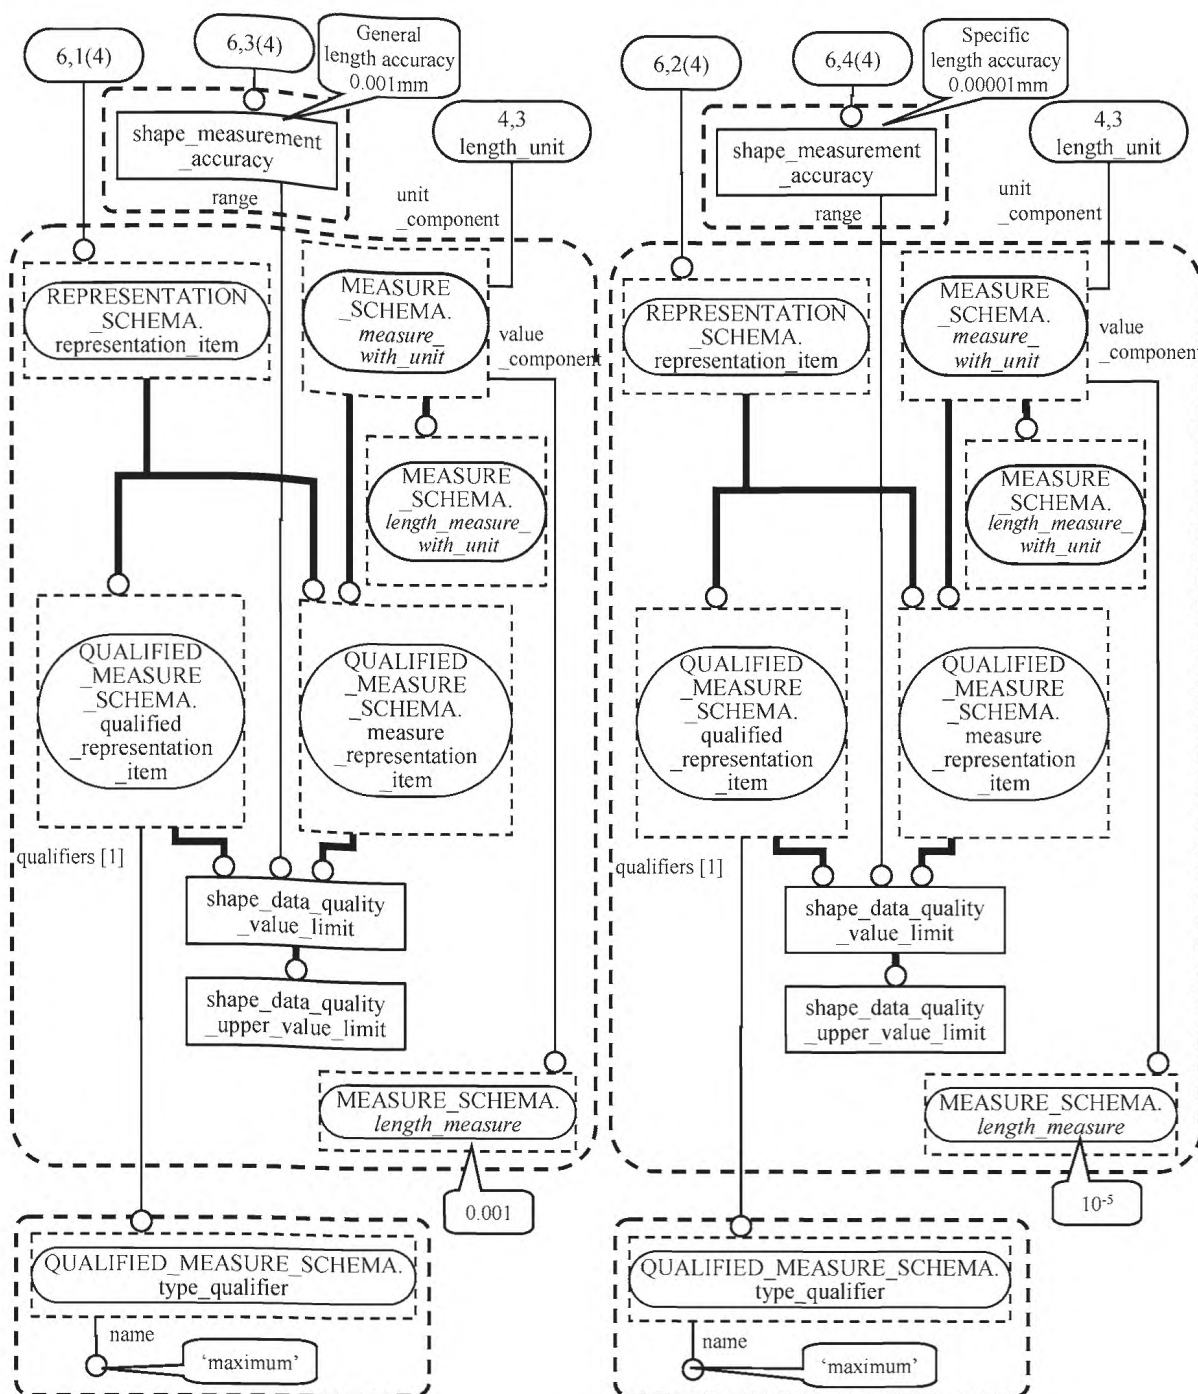 6,1(4)
6,3(4)
General
length accuracy
0.001mm
4,3
length_unit
shape_measurement
_accuracy
range
unit
_component
REPRESENTATION
_SCHEMA.
representation_item
MEASURE
_SCHEMA.
measure_
with_unit
value
_component
MEASURE
_SCHEMA.
length_measure_
with_unit
QUALIFIED
_MEASURE
_SCHEMA.
qualified
_representation
_item
QUALIFIED
_MEASURE
_SCHEMA.
measure
_representation
_item
qualifiers [1]
shape_data_quality
_value_limit
shape_data_quality
_upper_value_limit
MEASURE_SCHEMA.
length_measure
0.001
QUALIFIED_MEASURE_SCHEMA.
type_qualifier
name
‘maximum’
6,2(4)
6,4(4)
Specific
length accuracy
0.00001mm
4,3
length_unit
shape_measurement
_accuracy
range
unit
_component
REPRESENTATION
_SCHEMA.
representation_item
MEASURE
_SCHEMA.
measure_
with_unit
value
_component
MEASURE
_SCHEMA.
length_measure_
with_unit
QUALIFIED
_MEASURE
_SCHEMA.
qualified
_representation
_item
QUALIFIED
_MEASURE
_SCHEMA.
measure
_representation
_item
qualifiers [1]
shape_data_quality
_value_limit
shape_data_quality
_upper_value_limit
MEASURE_SCHEMA.
length_measure
10⁻⁵
QUALIFIED_MEASURE_SCHEMA.
type_qualifier
name
‘maximum’